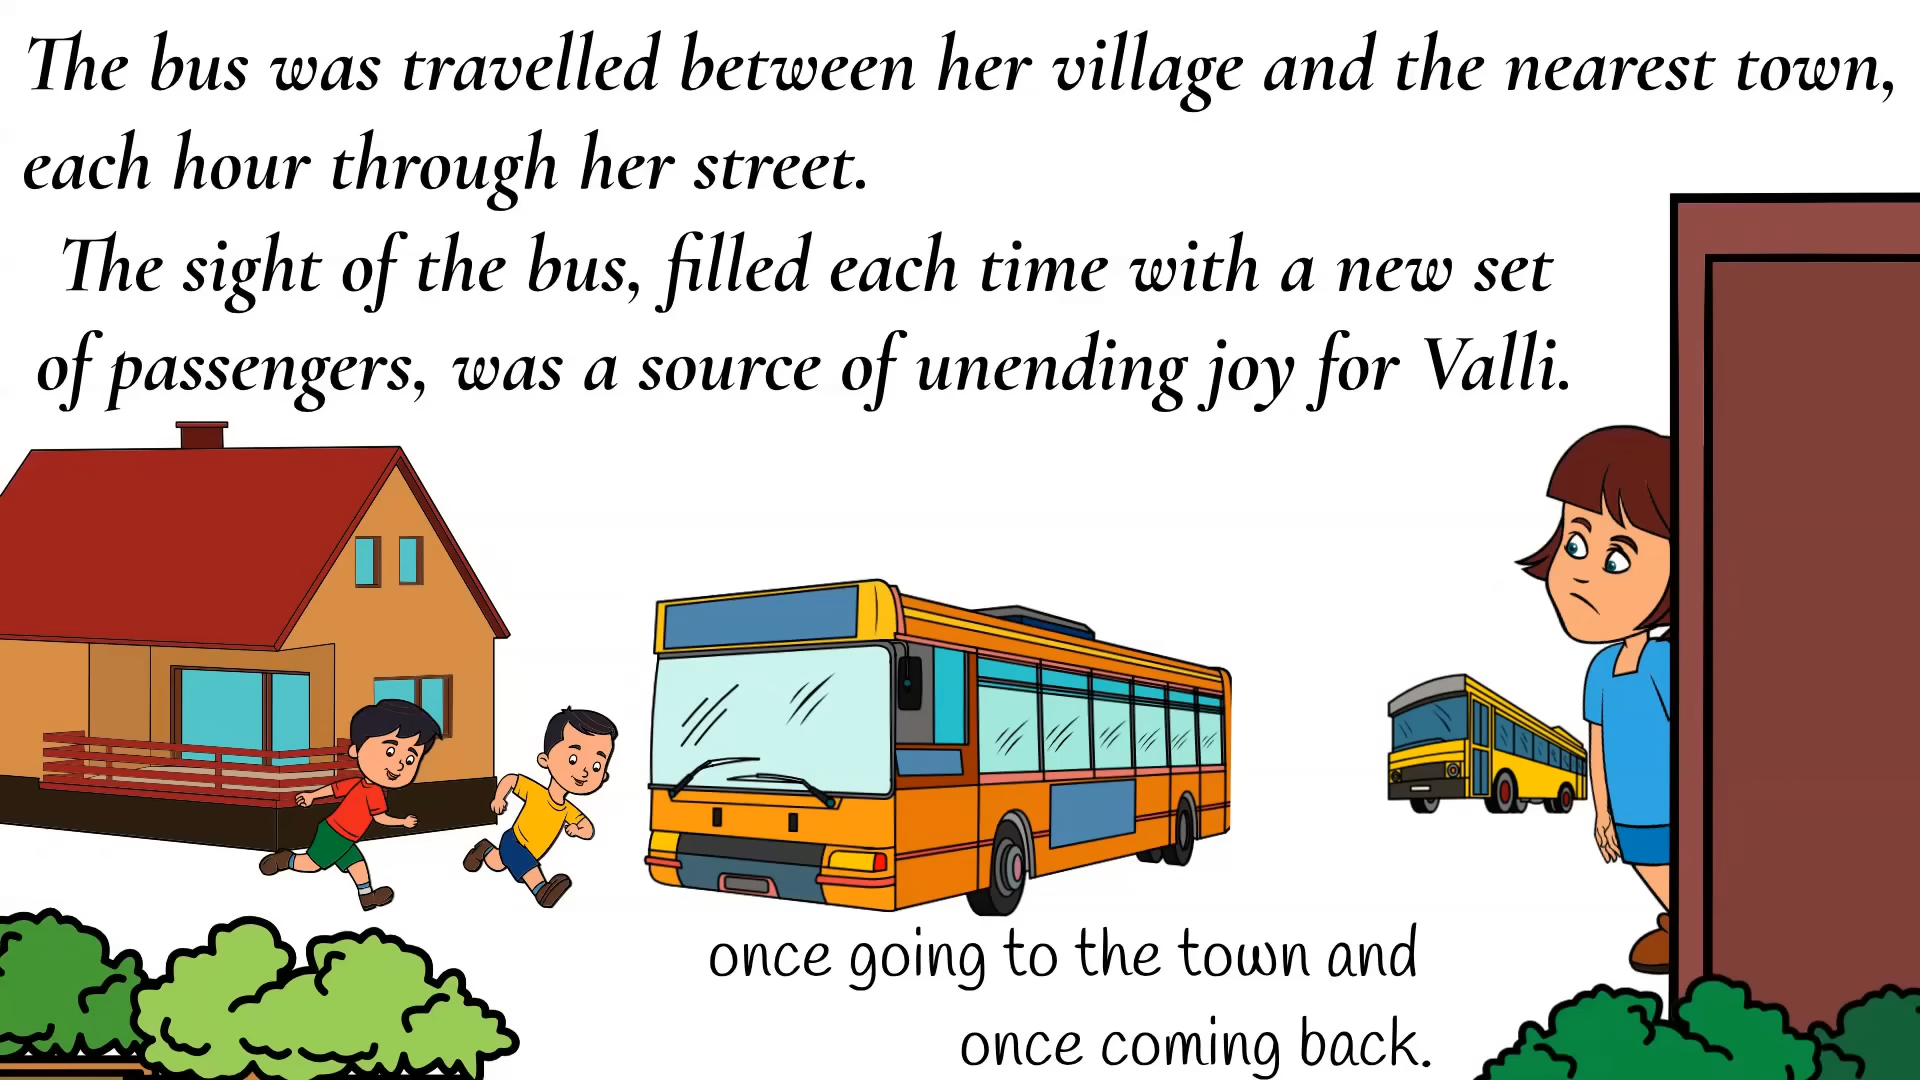 The bus was travelled between her village and the nearest town,
each hour through her street.
The sight of the bus, filled each time with a new set
of passengers, was a source of unending joy for Valli.
once going to the town and
once coming back.